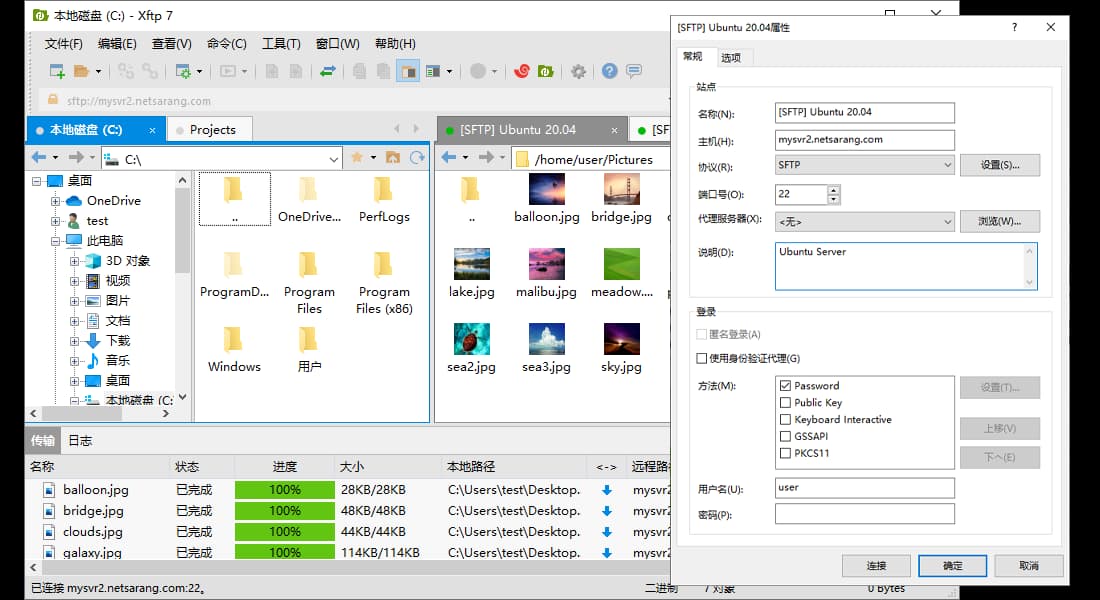 本地磁盘 (C:) - Xftp 7
文件(F) 编辑(E) 查看(V) 命令(C) 工具(T) 窗口(W) 帮助(H)
sftp://mysvr2.netsarang.com
本地磁盘 (C:) × Projects
C:\
桌面
OneDrive
test
此电脑
3D 对象
视频
图片
文档
下载
音乐
桌面
本地磁盘 (C:
..
OneDrive...
PerfLogs
ProgramD...
Program Files
Program Files (x86)
Windows
用户
[SFTP] Ubuntu 20.04 × [SF
/home/user/Pictures
..
balloon.jpg
bridge.jpg
lake.jpg
malibu.jpg
meadow....
sea2.jpg
sea3.jpg
sky.jpg
传输 日志
名称 状态 进度 大小 本地路径 <-> 远程路
balloon.jpg 已完成 100% 28KB/28KB C:\Users\test\Desktop. mysvr2
bridge.jpg 已完成 100% 48KB/48KB C:\Users\test\Desktop. mysvr2
clouds.jpg 已完成 100% 44KB/44KB C:\Users\test\Desktop. mysvr2
galaxy.jpg 已完成 100% 114KB/114KB C:\Users\test\Desktop. mysvr2
已连接 mysvr2.netsarang.com:22。 二进制 7 对象 0 Bytes
[SFTP] Ubuntu 20.04属性 ? ×
常规 选项
站点
名称(N): [SFTP] Ubuntu 20.04
主机(H): mysvr2.netsarang.com
协议(R): SFTP 设置(S)...
端口号(O): 22
代理服务器(X): <无> 浏览(W)...
说明(D): Ubuntu Server
登录
匿名登录(A)
使用身份验证代理(G)
方法(M): Password 设置(T)...
Public Key
Keyboard Interactive 上移(V)
GSSAPI
PKCS11 下へ(E)
用户名(U): user
密码(P):
连接 确定 取消